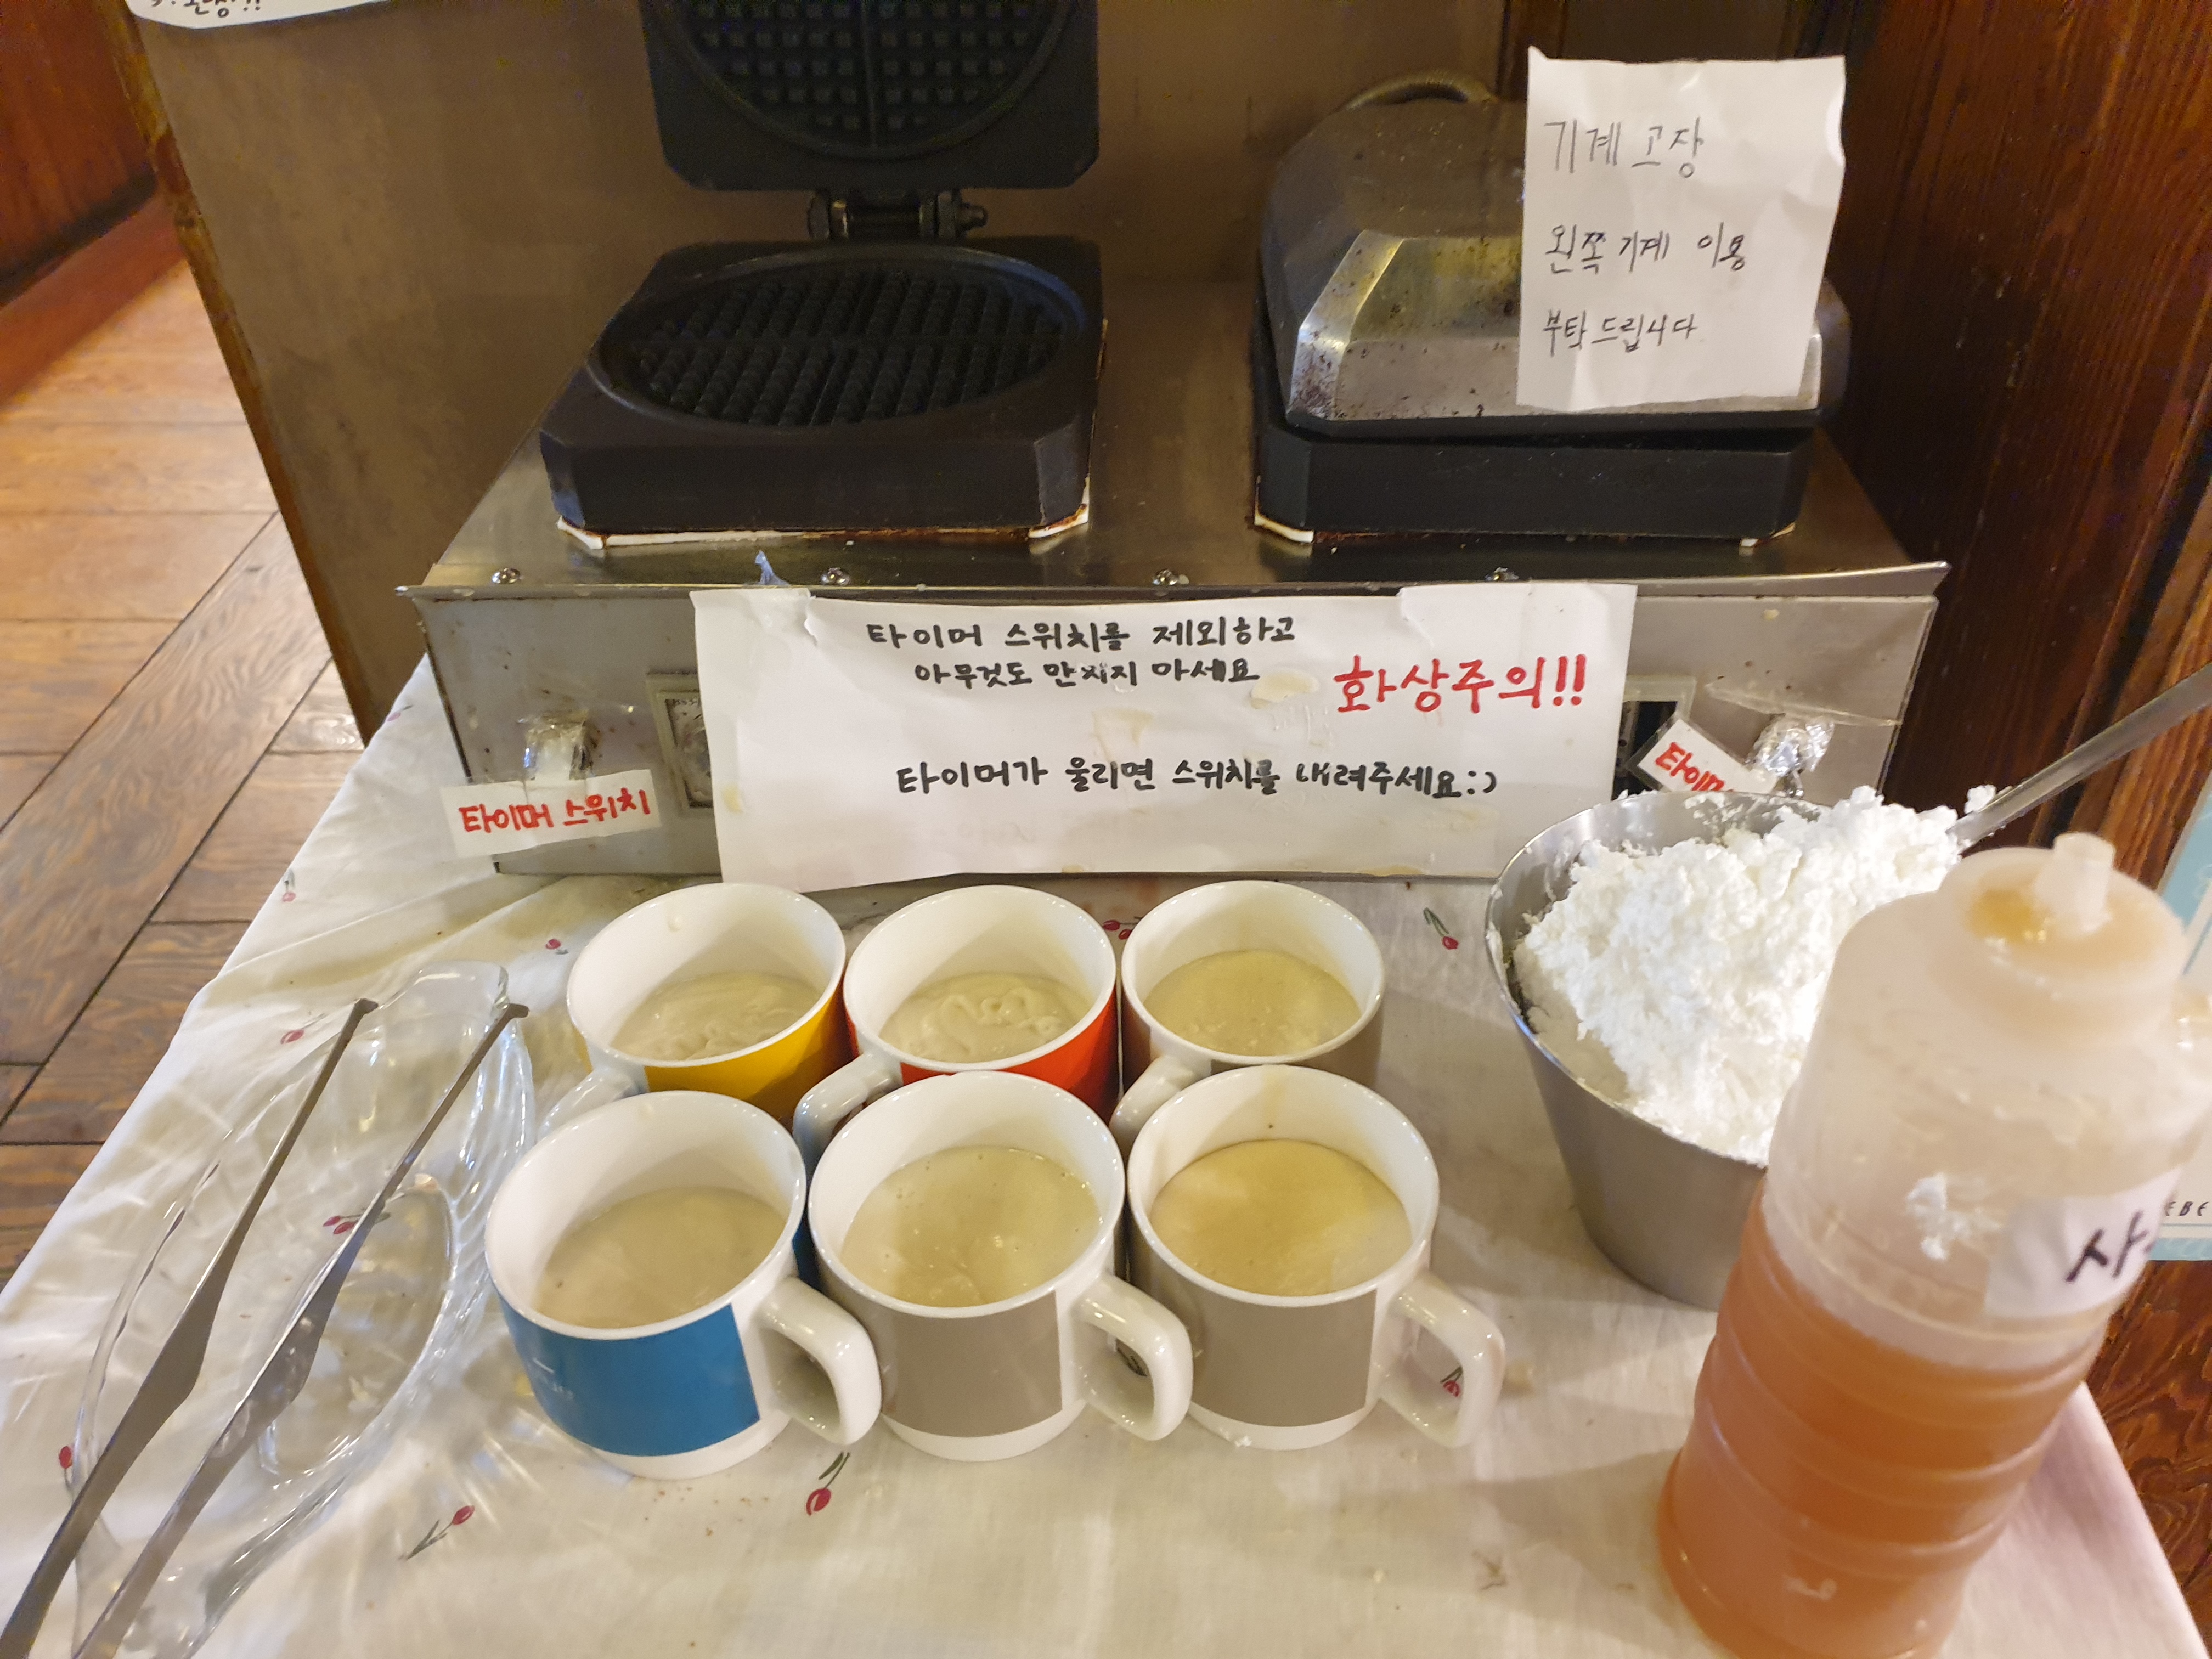 기계 고장
왼쪽 기계 이용
부탁드립니다
타이머 스위치를 제외하고
아무것도 만지지 마세요
화상주의!!
타이머가 울리면 스위치를 내려주세요:)
타이머 스위치